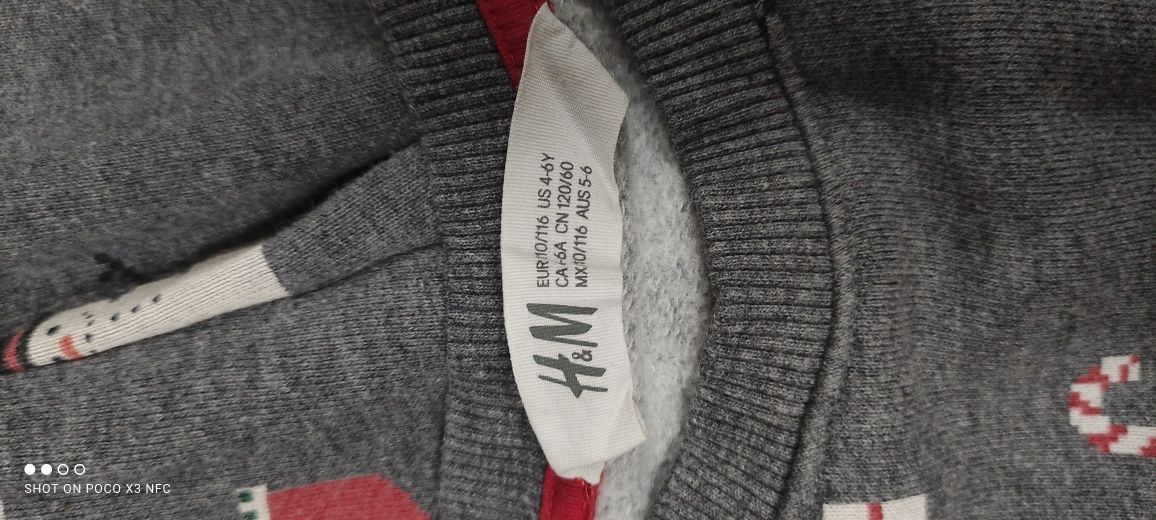 H&M
EUR 110/116 US 4-6Y
CA 4-6A CN 120/60
MX 110/116 AUS 5-6
SHOT ON POCO X3 NFC